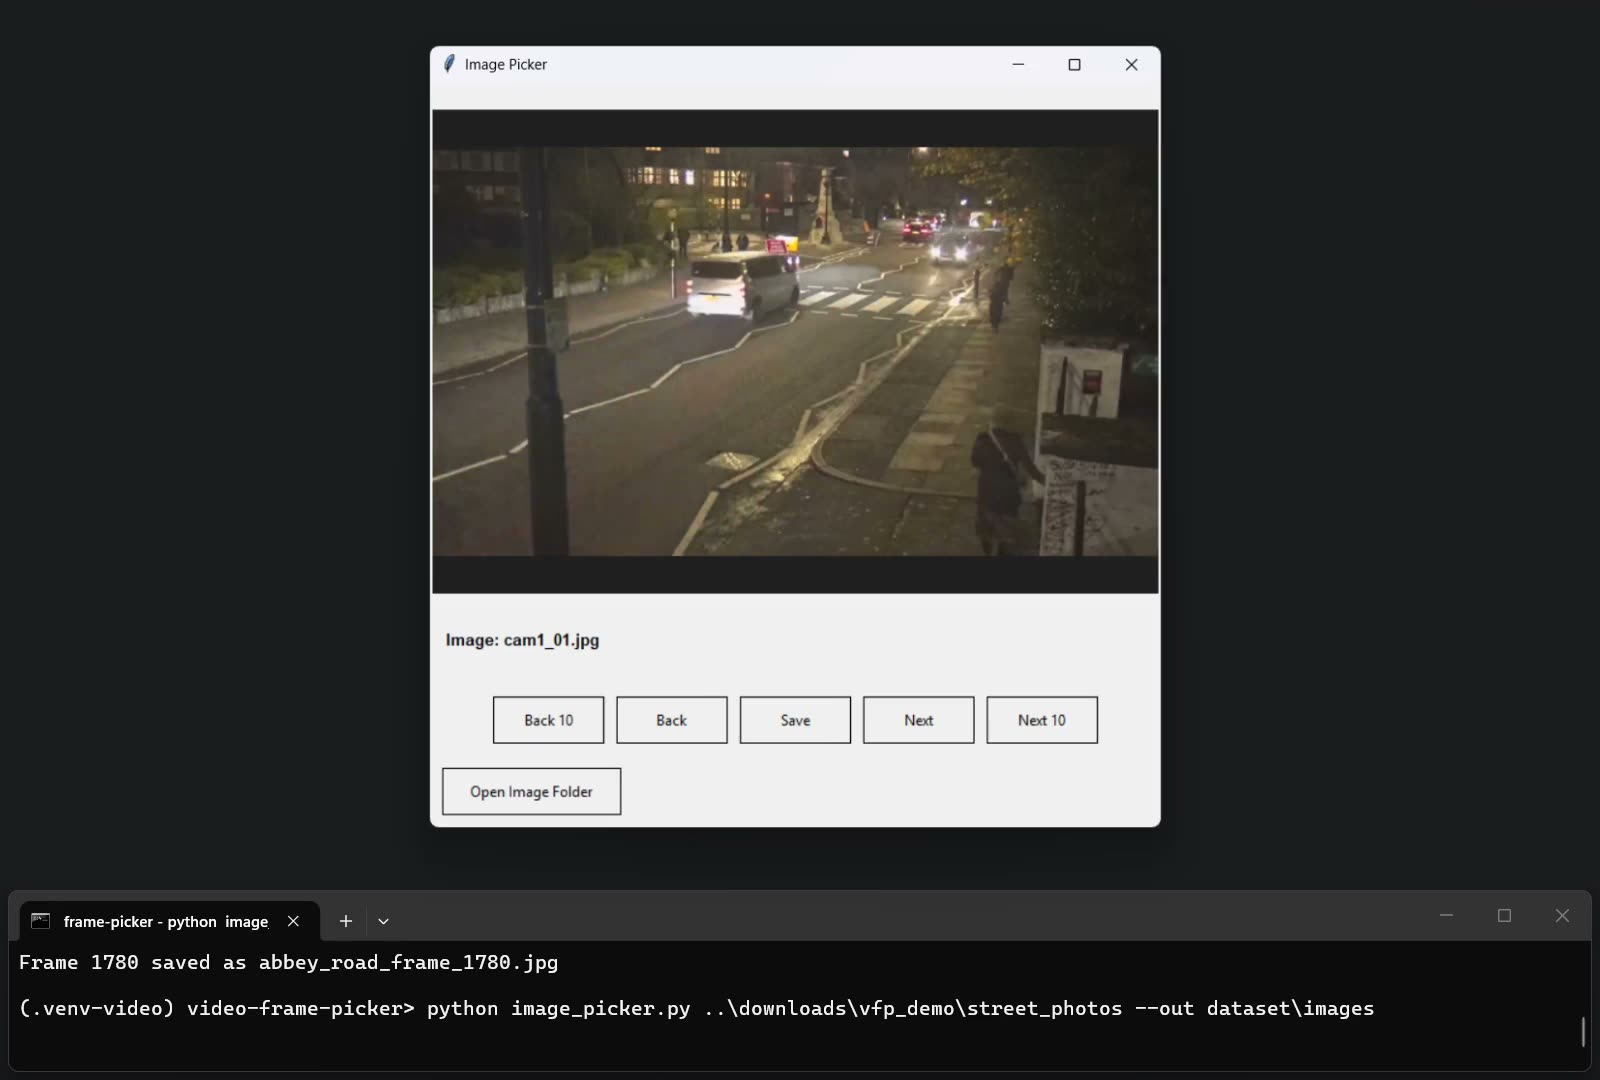 Image Picker
Image: cam1_01.jpg
Back 10
Back
Save
Next
Next 10
Open Image Folder
frame-picker - python image
Frame 1780 saved as abbey_road_frame_1780.jpg
(.venv-video) video-frame-picker> python image_picker.py ..\downloads\vfp_demo\street_photos --out dataset\images